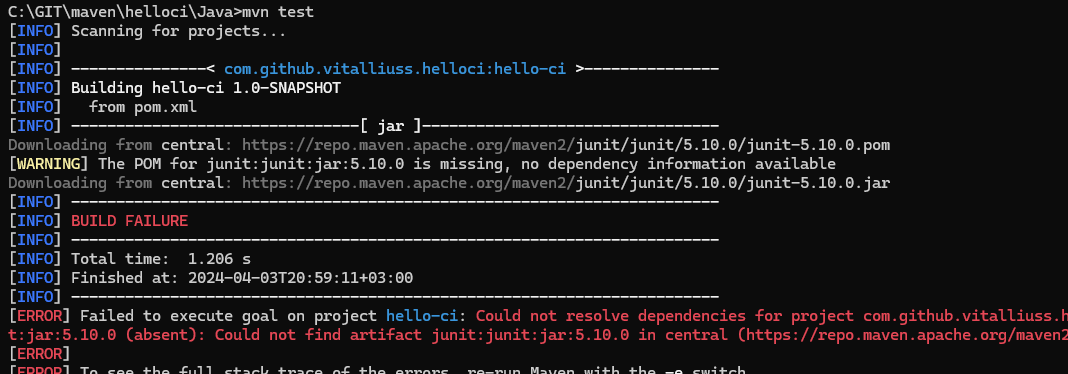 C:\GIT\maven\helloci\Java>mvn test
[INFO] Scanning for projects...
[INFO]
[INFO] ---------------< com.github.vitalliuss.helloci:hello-ci >---------------
[INFO] Building hello-ci 1.0-SNAPSHOT
[INFO]   from pom.xml
[INFO] --------------------------------[ jar ]---------------------------------
Downloading from central: https://repo.maven.apache.org/maven2/junit/junit/5.10.0/junit-5.10.0.pom
[WARNING] The POM for junit:junit:jar:5.10.0 is missing, no dependency information available
Downloading from central: https://repo.maven.apache.org/maven2/junit/junit/5.10.0/junit-5.10.0.jar
[INFO] ------------------------------------------------------------------------
[INFO] BUILD FAILURE
[INFO] ------------------------------------------------------------------------
[INFO] Total time:  1.206 s
[INFO] Finished at: 2024-04-03T20:59:11+03:00
[INFO] ------------------------------------------------------------------------
[ERROR] Failed to execute goal on project hello-ci: Could not resolve dependencies for project com.github.vitalliuss.h
t:jar:5.10.0 (absent): Could not find artifact junit:junit:jar:5.10.0 in central (https://repo.maven.apache.org/maven2
[ERROR]
[ERROR] To see the full stack trace of the errors, re-run Maven with the -e switch